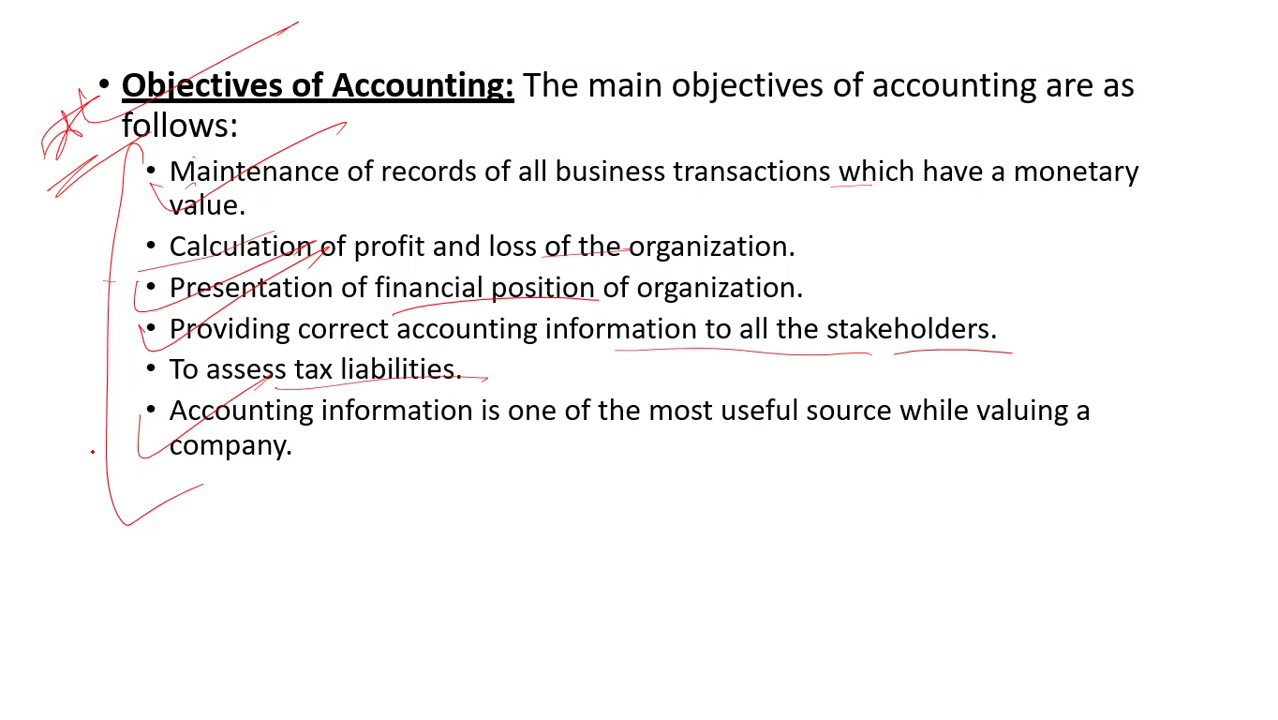 • Objectives of Accounting: The main objectives of accounting are as
follows:
• Maintenance of records of all business transactions which have a monetary
value.
• Calculation of profit and loss of the organization.
• Presentation of financial position of organization.
• Providing correct accounting information to all the stakeholders.
• To assess tax liabilities.
• Accounting information is one of the most useful source while valuing a
company.